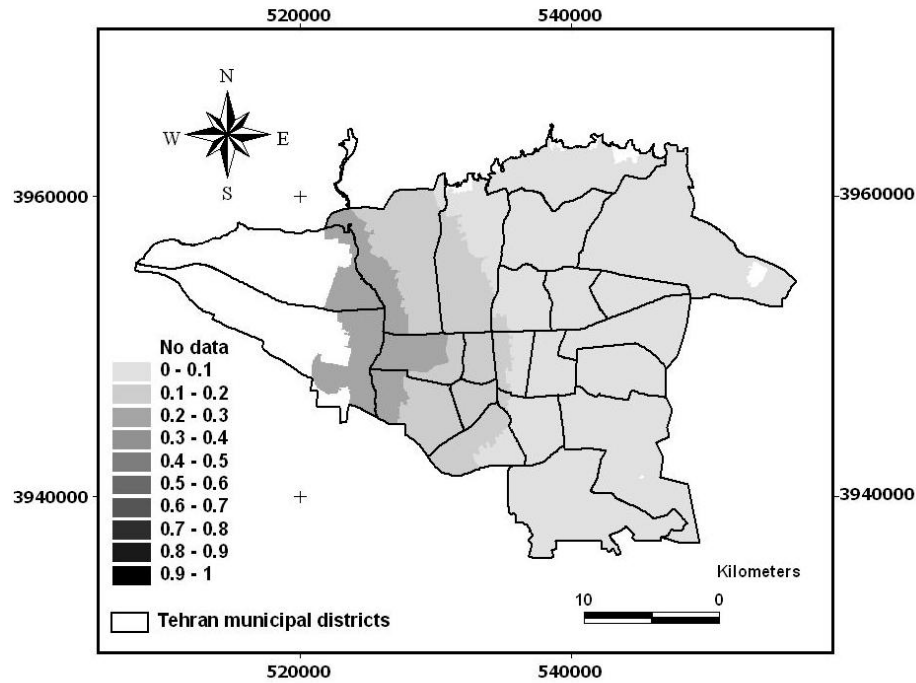 520000 540000
N
W E
S
3960000 3960000
No data
0 - 0.1
0.1 - 0.2
0.2 - 0.3
0.3 - 0.4
0.4 - 0.5
0.5 - 0.6
0.6 - 0.7
0.7 - 0.8
0.8 - 0.9
0.9 - 1
3940000 3940000
Kilometers
10 0
Tehran municipal districts
520000 540000